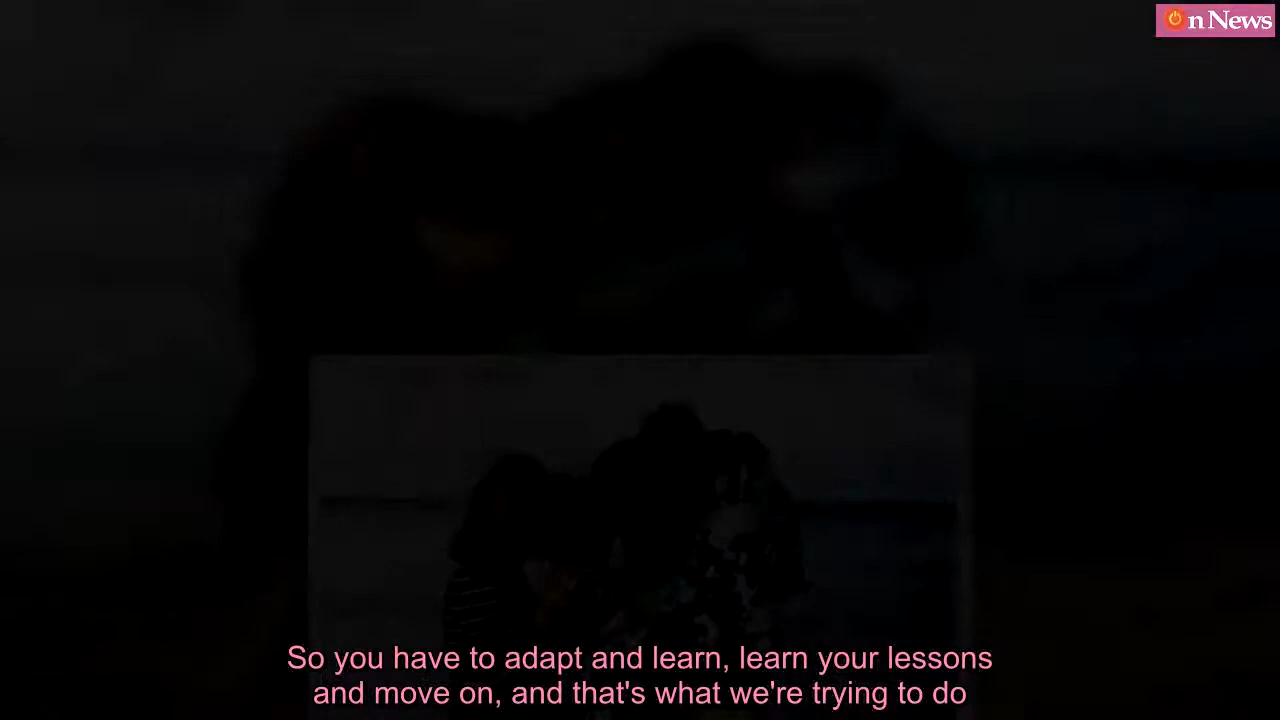 On News
So you have to adapt and learn, learn your lessons
and move on, and that's what we're trying to do